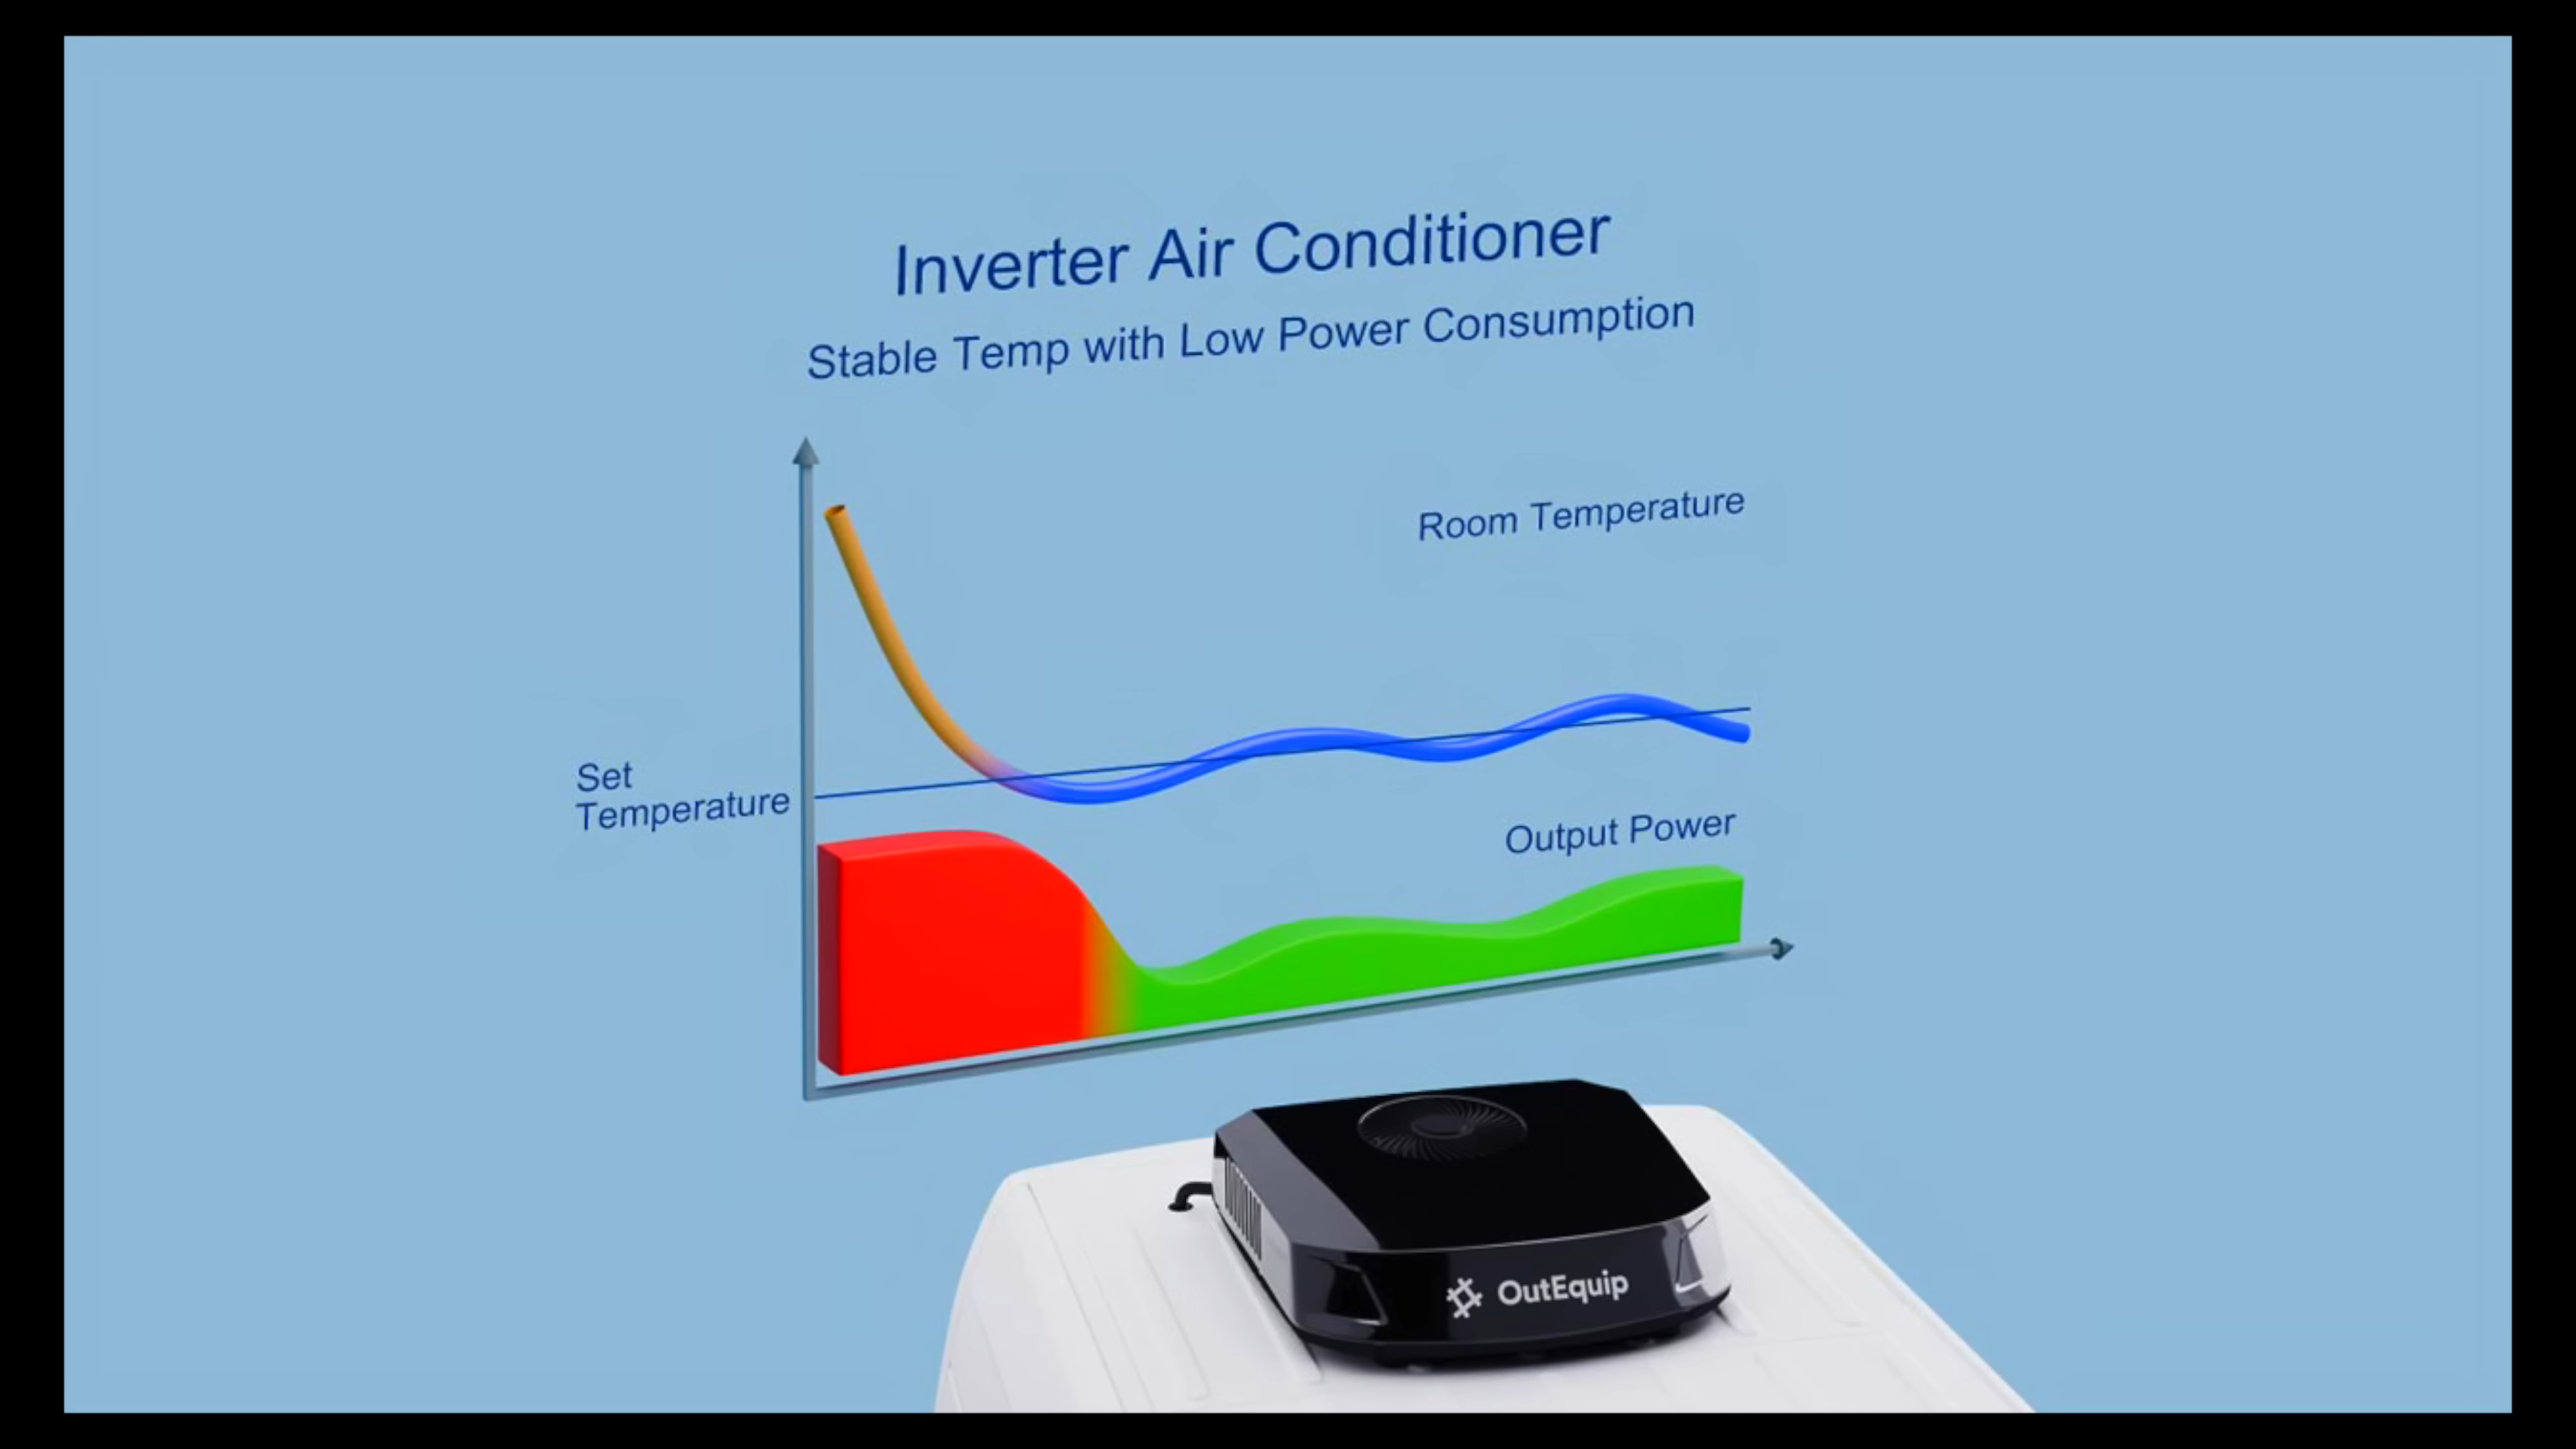 Inverter Air Conditioner
Stable Temp with Low Power Consumption
Room Temperature
Set
Temperature
Output Power
OutEquip